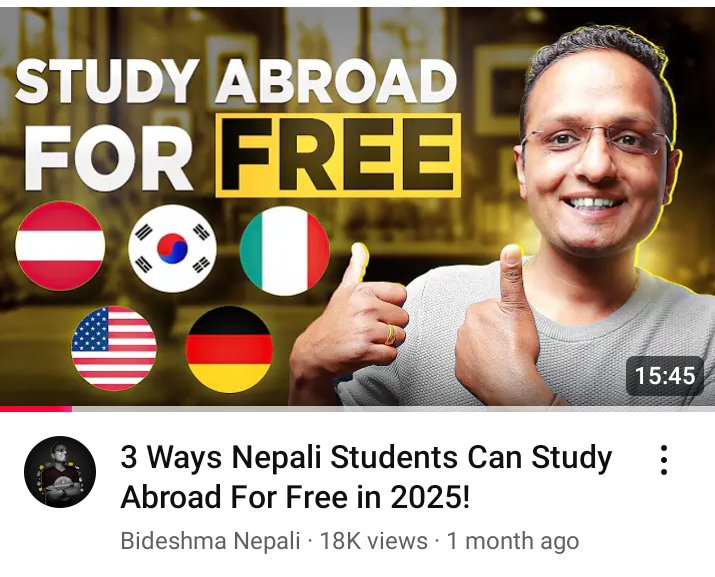 STUDY ABROAD
FOR FREE
15:45
3 Ways Nepali Students Can Study
Abroad For Free in 2025!
Bideshma Nepali · 18K views · 1 month ago